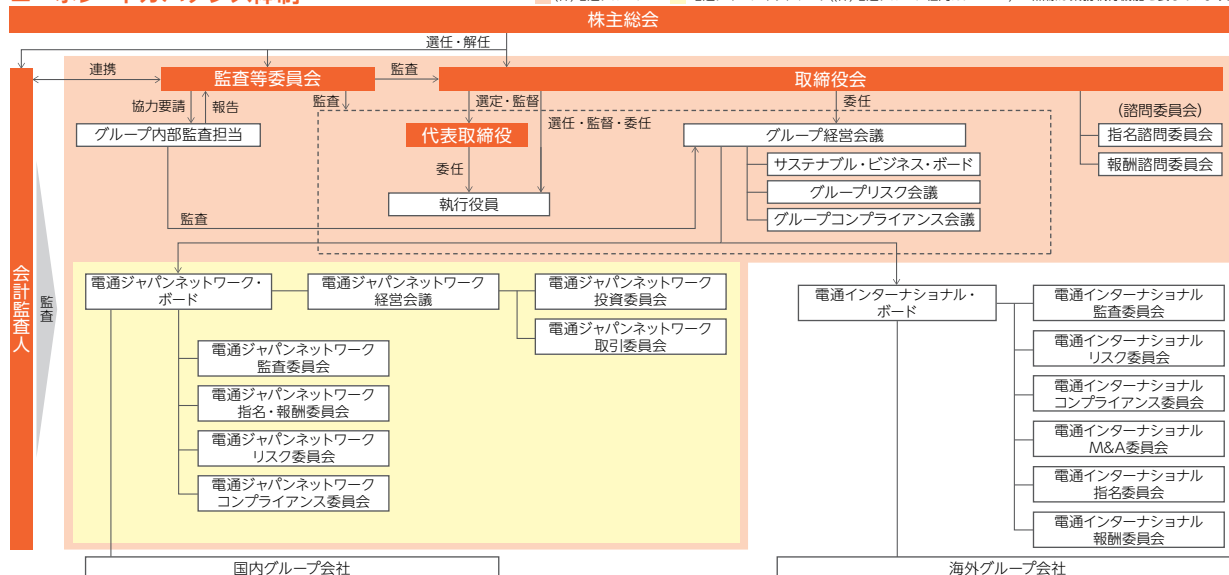 株主総会
選任・解任
連携
監査等委員会
監査
取締役会
協力要請
報告
監査
選定・監督
選任・監督・委任
委任
(諮問委員会)
グループ内部監査担当
代表取締役
グループ経営会議
指名諮問委員会
サステナブル・ビジネス・ボード
報酬諮問委員会
委任
グループリスク会議
執行役員
グループコンプライアンス会議
監査
会計監査人
監査
電通ジャパンネットワーク・
ボード
電通ジャパンネットワーク
経営会議
電通ジャパンネットワーク
投資委員会
電通ジャパンネットワーク
取引委員会
電通ジャパンネットワーク
監査委員会
電通ジャパンネットワーク
指名・報酬委員会
電通ジャパンネットワーク
リスク委員会
電通ジャパンネットワーク
コンプライアンス委員会
電通インターナショナル・
ボード
電通インターナショナル
監査委員会
電通インターナショナル
リスク委員会
電通インターナショナル
コンプライアンス委員会
電通インターナショナル
M&A委員会
電通インターナショナル
指名委員会
電通インターナショナル
報酬委員会
国内グループ会社
海外グループ会社